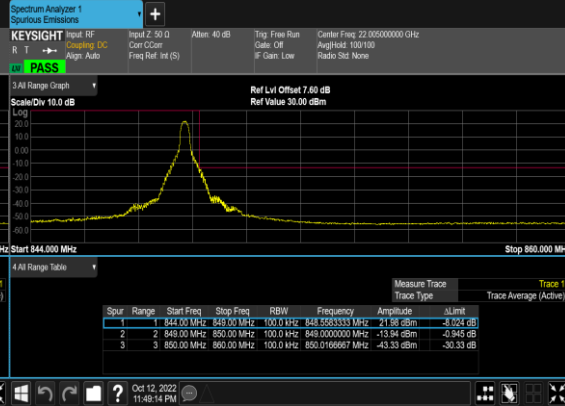 Spectrum Analyzer 1
Spurious Emissions
KEYSIGHT
R T
PASS
Input: RF
Coupling: DC
Align: Auto
Input Z: 50 Ω
Corr CCorr
Freq Ref: Int (S)
Atten: 40 dB
Trig: Free Run
Gate: Off
IF Gain: Low
Center Freq: 22.005000000 GHz
Avg|Hold: 100/100
Radio Std: None
3 All Range Graph
Ref Lvl Offset 7.60 dB
Scale/Div 10.0 dB
Ref Value 30.00 dBm
Log
20.0
10.0
0.00
-10.0
-20.0
-30.0
-40.0
-50.0
-60.0
Hz Start 844.000 MHz
Stop 860.000 MH
4 All Range Table
Measure Trace Trace 1
Trace Type Trace Average (Active)
Spur Range Start Freq Stop Freq RBW Frequency Amplitude ΔLimit
1 1 844.00 MHz 849.00 MHz 100.0 kHz 848.5583333 MHz 21.98 dBm -8.024 dB
2 2 849.00 MHz 850.00 MHz 100.0 kHz 849.0000000 MHz -13.94 dBm -0.945 dB
3 3 850.00 MHz 860.00 MHz 100.0 kHz 850.0166667 MHz -43.33 dBm -30.33 dB
?
Oct 12, 2022
11:49:14 PM